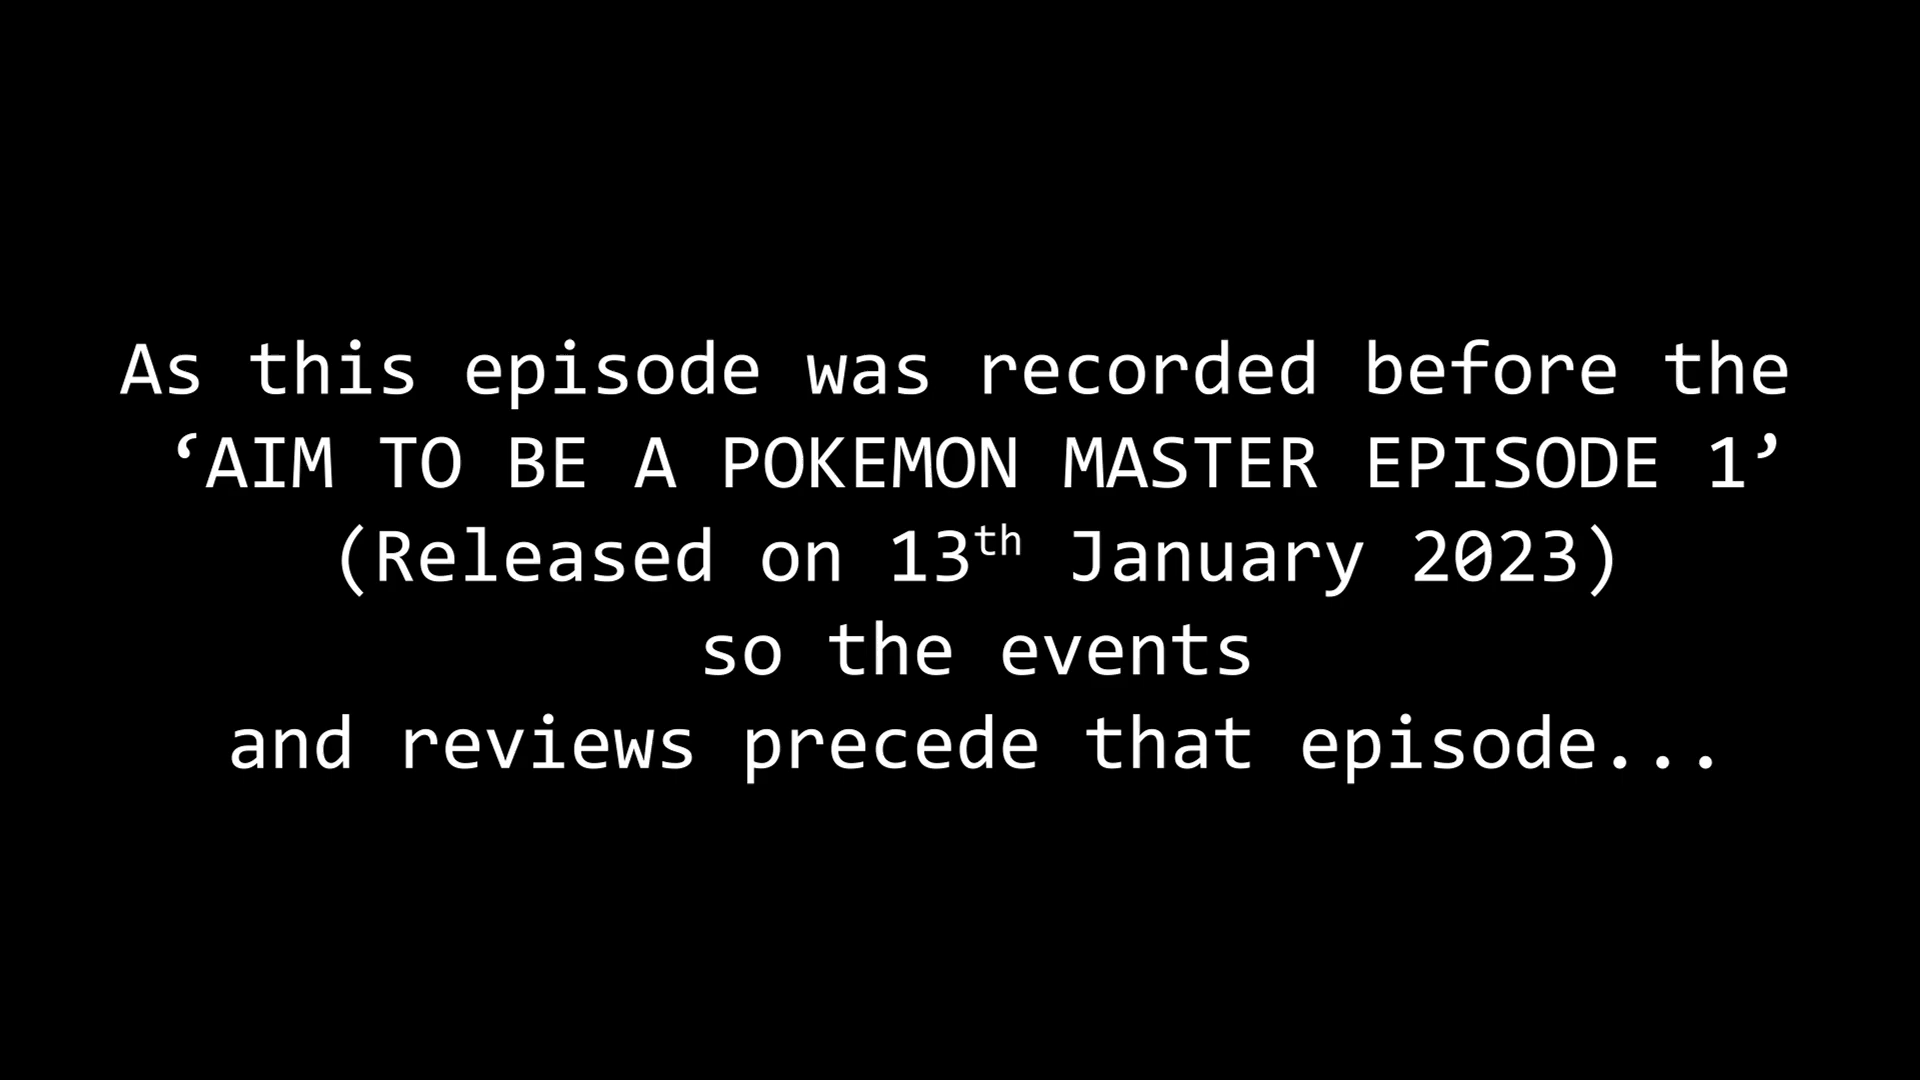 As this episode was recorded before the
‘AIM TO BE A POKEMON MASTER EPISODE 1’
(Released on 13th January 2023)
so the events
and reviews precede that episode...